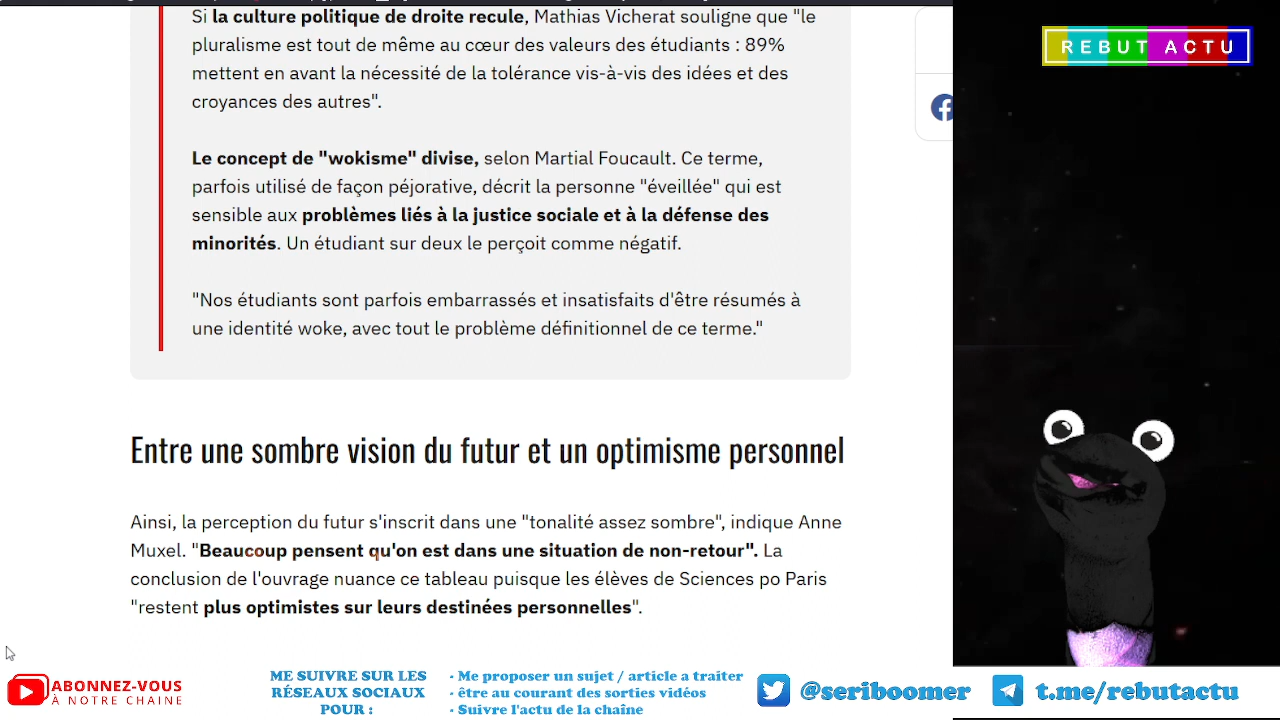 Si la culture politique de droite recule, Mathias Vicherat souligne que "le
pluralisme est tout de même au cœur des valeurs des étudiants : 89%
mettent en avant la nécessité de la tolérance vis-à-vis des idées et des
croyances des autres".
Le concept de "wokisme" divise, selon Martial Foucault. Ce terme,
parfois utilisé de façon péjorative, décrit la personne "éveillée" qui est
sensible aux problèmes liés à la justice sociale et à la défense des
minorités. Un étudiant sur deux le perçoit comme négatif.
"Nos étudiants sont parfois embarrassés et insatisfaits d'être résumés à
une identité woke, avec tout le problème définitionnel de ce terme."
Entre une sombre vision du futur et un optimisme personnel
Ainsi, la perception du futur s'inscrit dans une "tonalité assez sombre", indique Anne
Muxel. "Beaucoup pensent qu'on est dans une situation de non-retour". La
conclusion de l'ouvrage nuance ce tableau puisque les élèves de Sciences po Paris
"restent plus optimistes sur leurs destinées personnelles".
REBUT ACTU
ABONNEZ-VOUS
À NOTRE CHAINE
ME SUIVRE SUR LES
RÉSEAUX SOCIAUX
POUR :
- Me proposer un sujet / article a traiter
- être au courant des sorties vidéos
- Suivre l'actu de la chaîne
@seriboomer
t.me/rebutactu